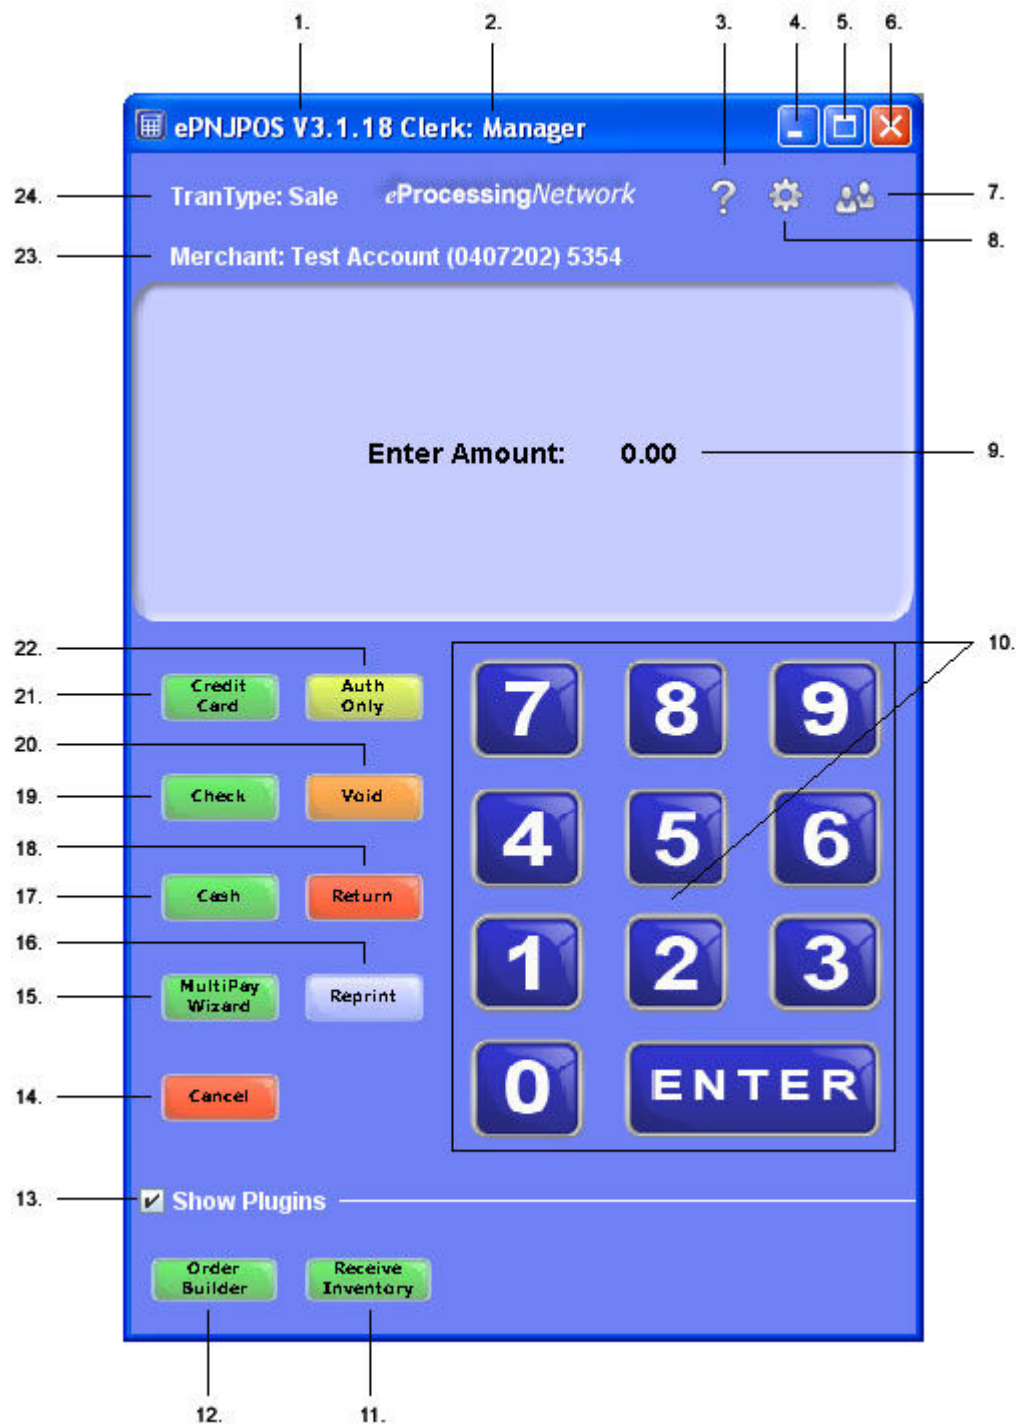 1. 2. 3. 4. 5. 6.
ePNJPOS V3.1.18 Clerk: Manager
24. TranType: Sale eProcessingNetwork ? 7.
8.
23. Merchant: Test Account (0407202) 5354
Enter Amount: 0.00 9.
22. 10.
21. Credit Card Auth Only 7 8 9
20.
19. Check Void 4 5 6
18.
17. Cash Return
16.
15. MultiPay Wizard Reprint 1 2 3
14. Cancel 0 ENTER
13. Show Plugins
Order Builder Receive Inventory
12. 11.